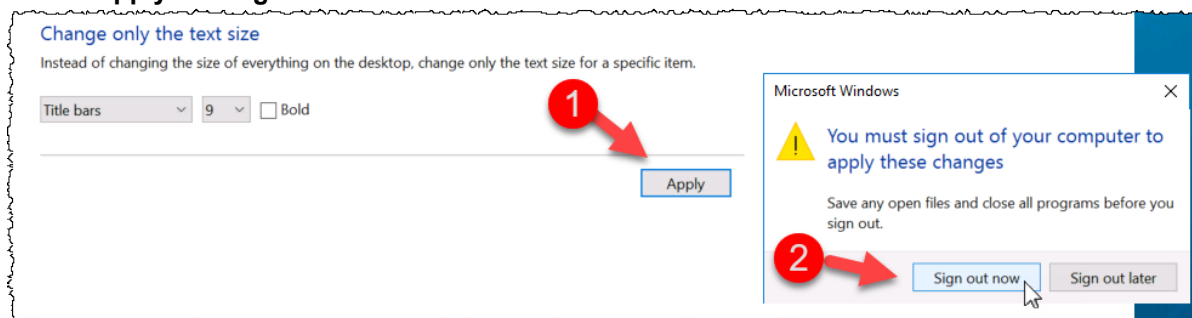 Change only the text size
Instead of changing the size of everything on the desktop, change only the text size for a specific item.
Title bars 9 Bold
1
Apply
Microsoft Windows
You must sign out of your computer to
apply these changes
Save any open files and close all programs before you
sign out.
2
Sign out now Sign out later